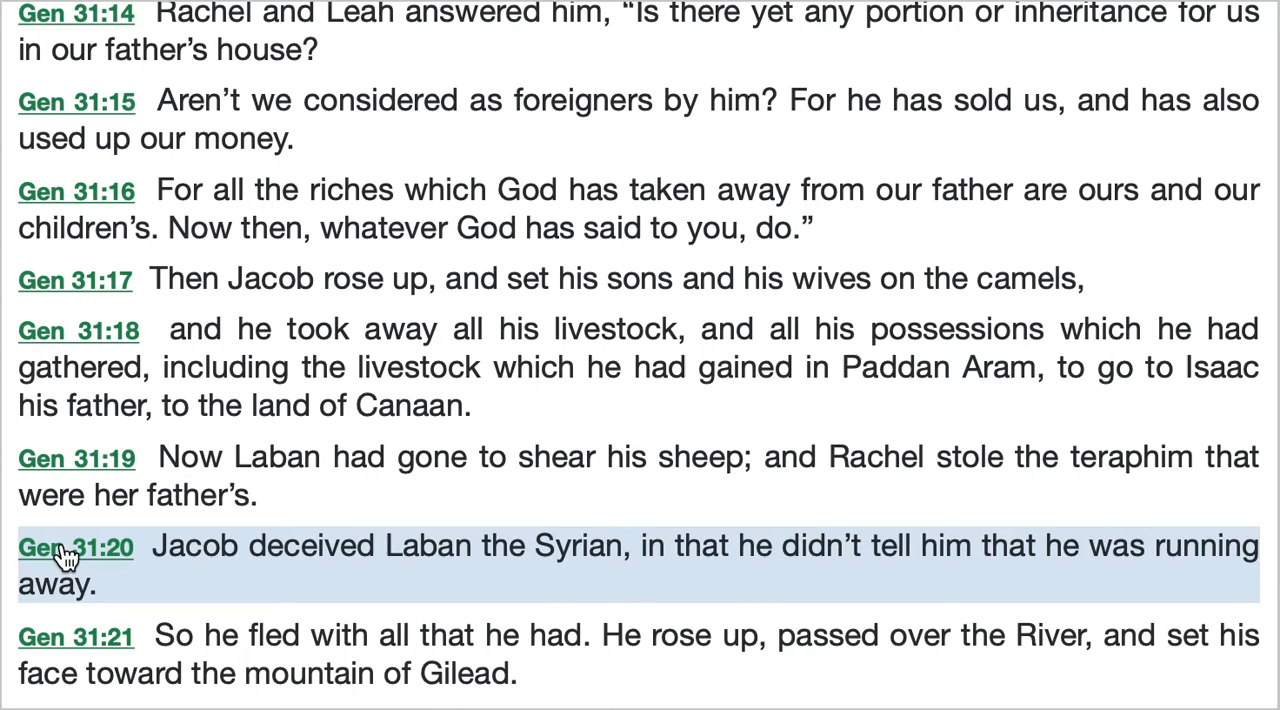 Gen 31:14 Rachel and Leah answered him, “Is there yet any portion or inheritance for us
in our father’s house?
Gen 31:15 Aren’t we considered as foreigners by him? For he has sold us, and has also
used up our money.
Gen 31:16 For all the riches which God has taken away from our father are ours and our
children’s. Now then, whatever God has said to you, do.”
Gen 31:17 Then Jacob rose up, and set his sons and his wives on the camels,
Gen 31:18 and he took away all his livestock, and all his possessions which he had
gathered, including the livestock which he had gained in Paddan Aram, to go to Isaac
his father, to the land of Canaan.
Gen 31:19 Now Laban had gone to shear his sheep; and Rachel stole the teraphim that
were her father’s.
Gen 31:20 Jacob deceived Laban the Syrian, in that he didn’t tell him that he was running
away.
Gen 31:21 So he fled with all that he had. He rose up, passed over the River, and set his
face toward the mountain of Gilead.